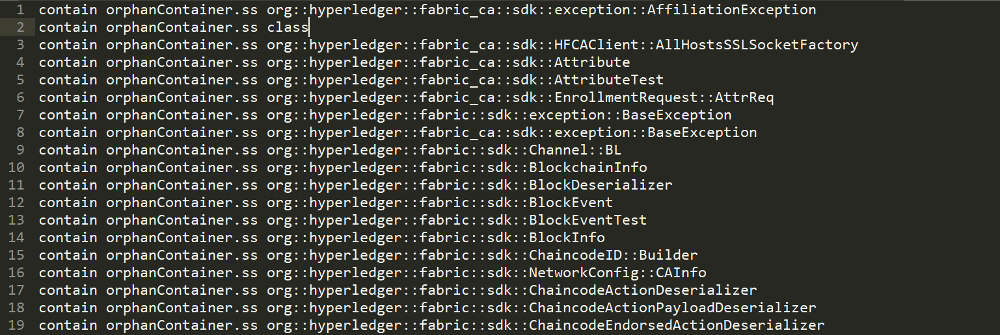 1 contain orphanContainer.ss org::hyperledger::fabric_ca::sdk::exception::AffiliationException
2 contain orphanContainer.ss class
3 contain orphanContainer.ss org::hyperledger::fabric_ca::sdk::HFCAClient::AllHostsSSLSocketFactory
4 contain orphanContainer.ss org::hyperledger::fabric_ca::sdk::Attribute
5 contain orphanContainer.ss org::hyperledger::fabric_ca::sdk::AttributeTest
6 contain orphanContainer.ss org::hyperledger::fabric_ca::sdk::EnrollmentRequest::AttrReq
7 contain orphanContainer.ss org::hyperledger::fabric::sdk::exception::BaseException
8 contain orphanContainer.ss org::hyperledger::fabric_ca::sdk::exception::BaseException
9 contain orphanContainer.ss org::hyperledger::fabric::sdk::Channel::BL
10 contain orphanContainer.ss org::hyperledger::fabric::sdk::BlockchainInfo
11 contain orphanContainer.ss org::hyperledger::fabric::sdk::BlockDeserializer
12 contain orphanContainer.ss org::hyperledger::fabric::sdk::BlockEvent
13 contain orphanContainer.ss org::hyperledger::fabric::sdk::BlockEventTest
14 contain orphanContainer.ss org::hyperledger::fabric::sdk::BlockInfo
15 contain orphanContainer.ss org::hyperledger::fabric::sdk::ChaincodeID::Builder
16 contain orphanContainer.ss org::hyperledger::fabric::sdk::NetworkConfig::CAInfo
17 contain orphanContainer.ss org::hyperledger::fabric::sdk::ChaincodeActionDeserializer
18 contain orphanContainer.ss org::hyperledger::fabric::sdk::ChaincodeActionPayloadDeserializer
19 contain orphanContainer.ss org::hyperledger::fabric::sdk::ChaincodeEndorsedActionDeserializer